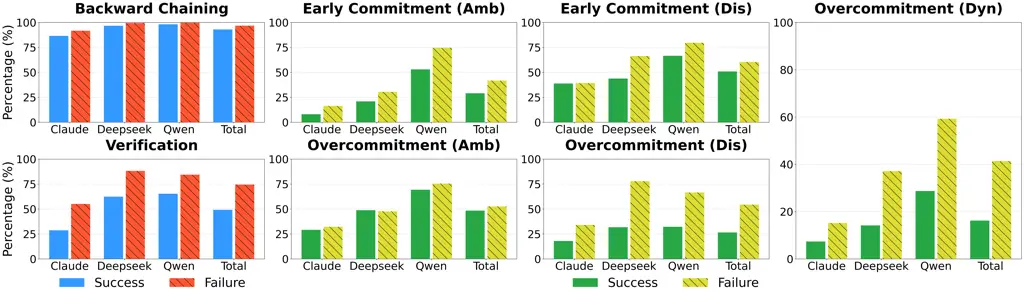 Backward Chaining
Percentage (%)
100
75
50
25
0
Claude Deepseek Qwen Total
Early Commitment (Amb)
100
75
50
25
0
Claude Deepseek Qwen Total
Early Commitment (Dis)
100
75
50
25
0
Claude Deepseek Qwen Total
Overcommitment (Dyn)
100
80
60
40
20
0
Claude Deepseek Qwen Total
Verification
Percentage (%)
100
75
50
25
0
Claude Deepseek Qwen Total
Overcommitment (Amb)
100
75
50
25
0
Claude Deepseek Qwen Total
Overcommitment (Dis)
100
75
50
25
0
Claude Deepseek Qwen Total
Success Failure
Success Failure